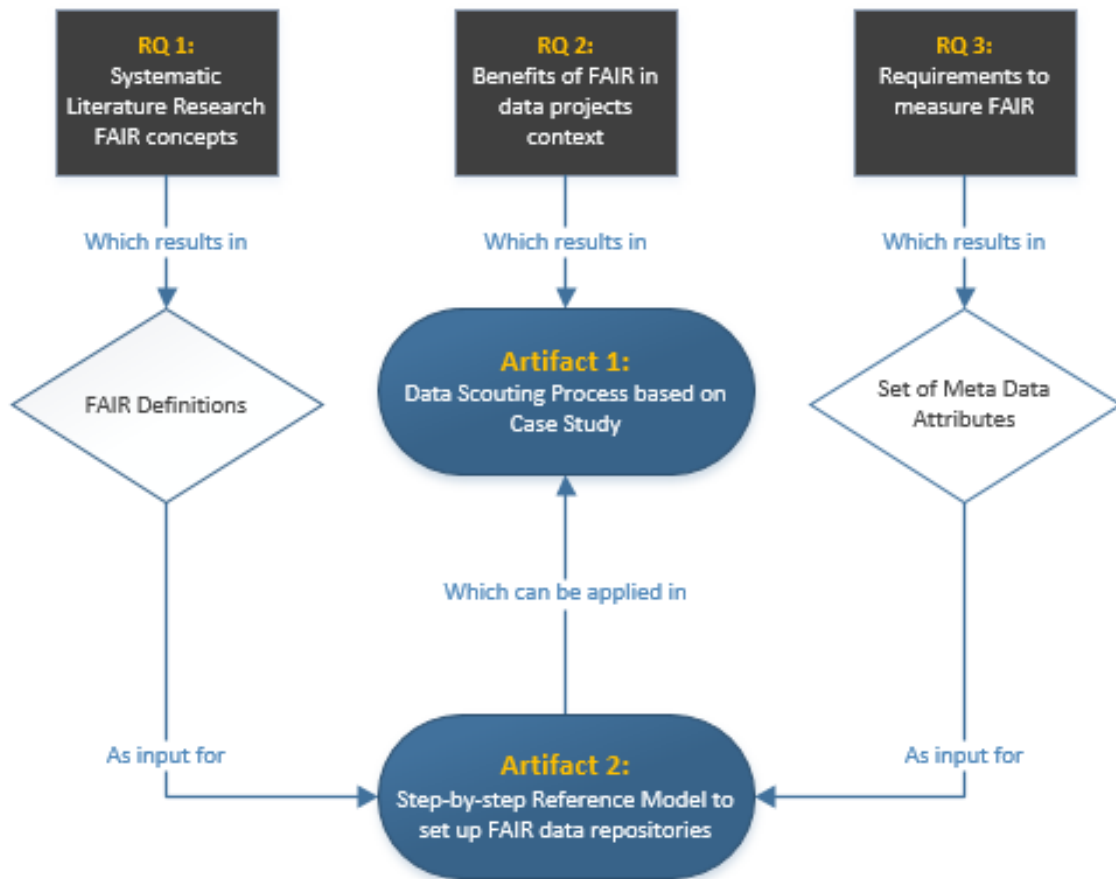 RQ 1:
Systematic
Literature Research
FAIR concepts
RQ 2:
Benefits of FAIR in
data projects
context
RQ 3:
Requirements to
measure FAIR
Which results in
Which results in
Which results in
FAIR Definitions
Artifact 1:
Data Scouting Process based on
Case Study
Set of Meta Data
Attributes
Which can be applied in
As input for
As input for
Artifact 2:
Step-by-step Reference Model to
set up FAIR data repositories